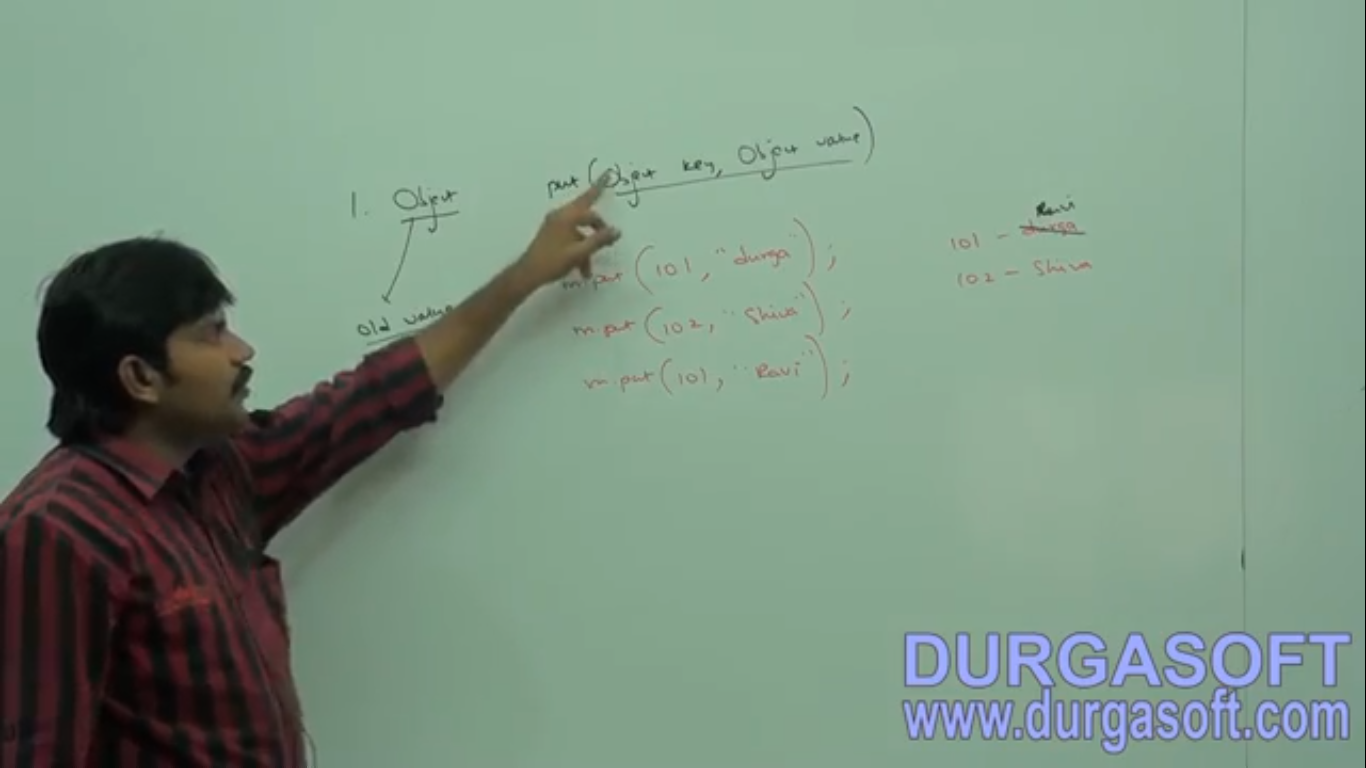 1. Object put(Object key, Object value)
old value
m.put(101, "durga");
m.put(102, "Shiva");
m.put(101, "Ravi");
Ravi
101 - durga
102 - Shiva
DURGASOFT
www.durgasoft.com